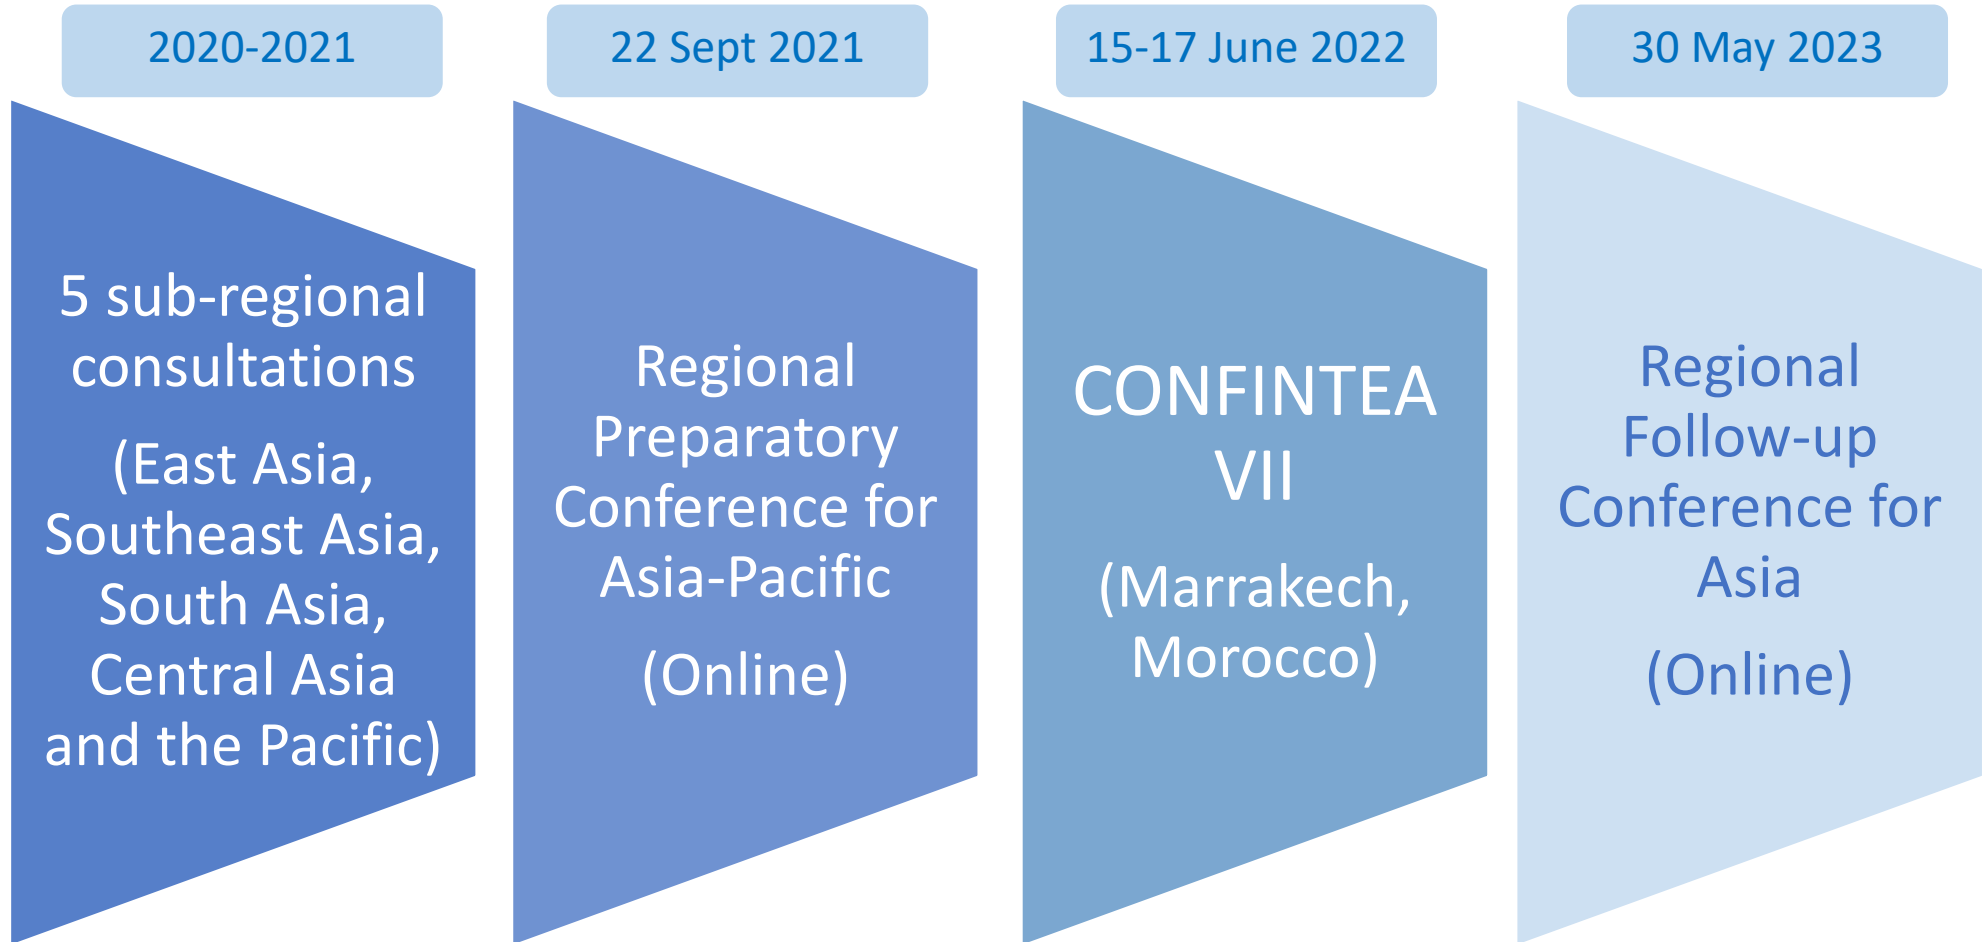 2020-2021
5 sub-regional
consultations
(East Asia,
Southeast Asia,
South Asia,
Central Asia
and the Pacific)
22 Sept 2021
Regional
Preparatory
Conference for
Asia-Pacific
(Online)
15-17 June 2022
CONFINTEA
VII
(Marrakech,
Morocco)
30 May 2023
Regional
Follow-up
Conference for
Asia
(Online)